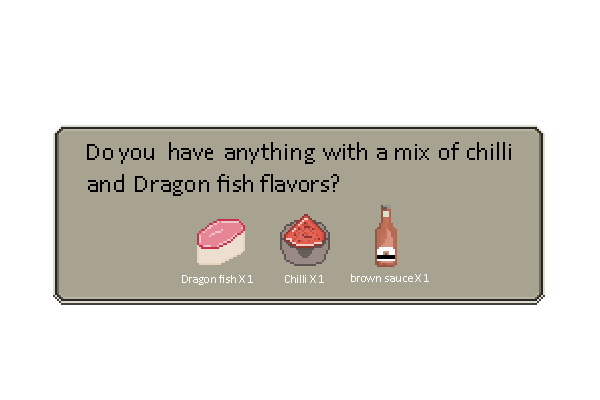 Do you have anything with a mix of chilli
and Dragon fish flavors?
Dragon fish X 1
Chilli X 1
brown sauce X 1